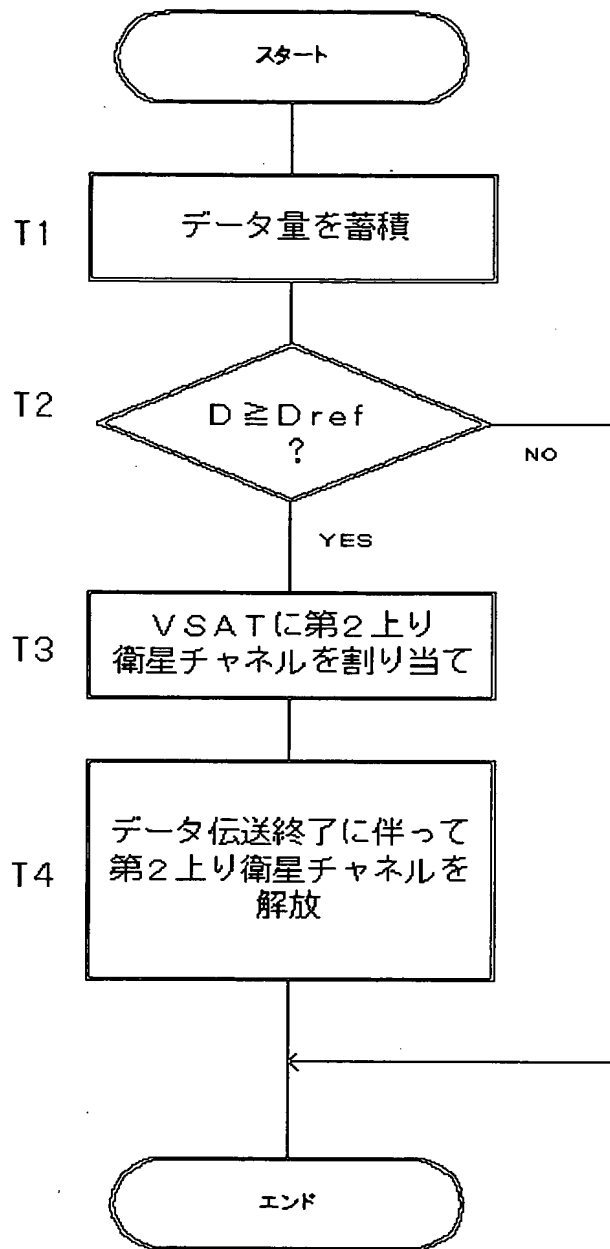 スタート
T1
データ量を蓄積
T2
D≧Dref
?
NO
YES
T3
VSATに第2上り
衛星チャネルを割り当て
T4
データ伝送終了に伴って
第2上り衛星チャネルを
解放
エンド